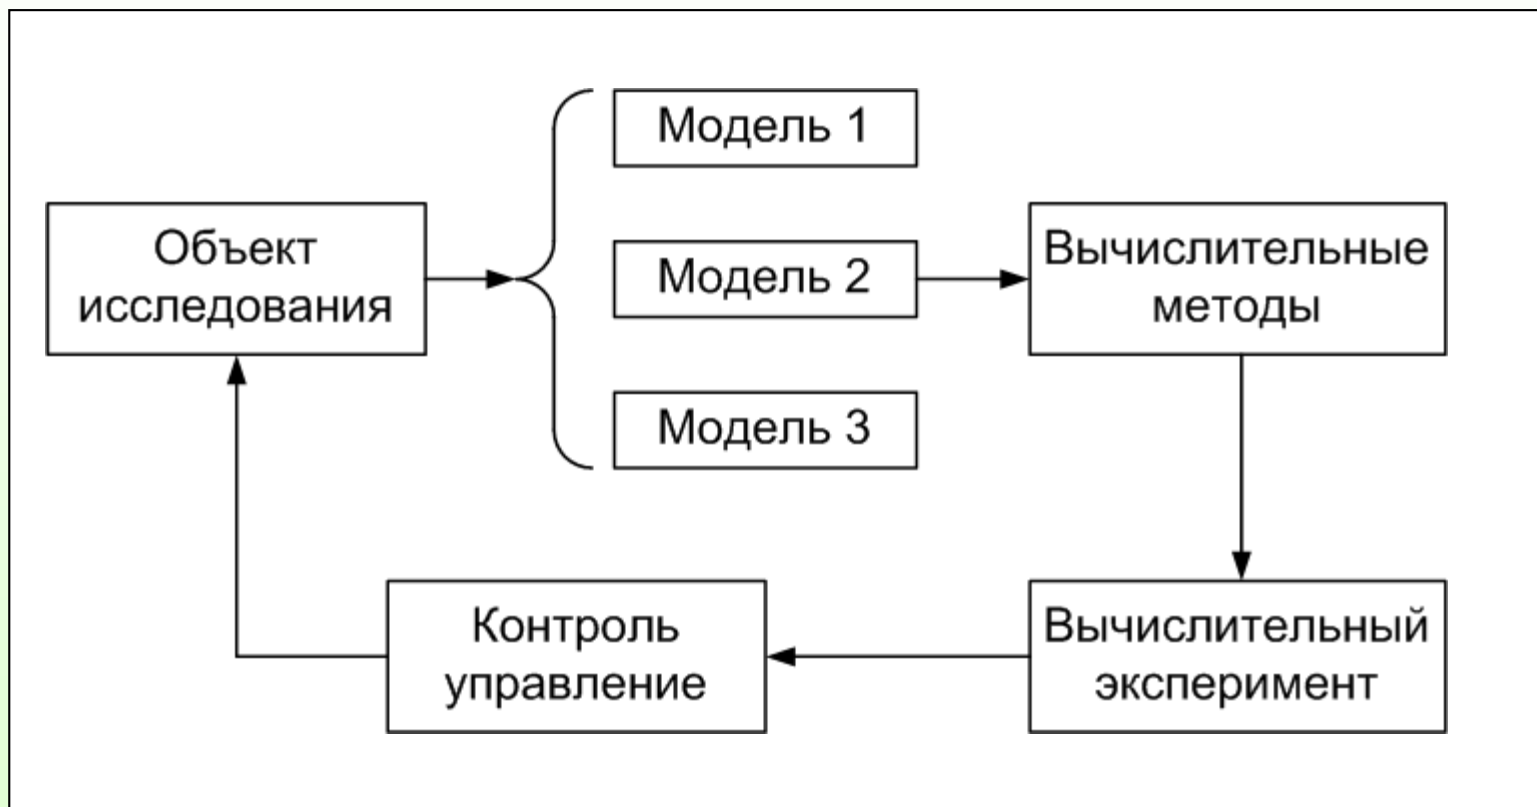 Модель 1
Объект
исследования
Модель 2
Вычислительные
методы
Модель 3
Контроль
управление
Вычислительный
эксперимент